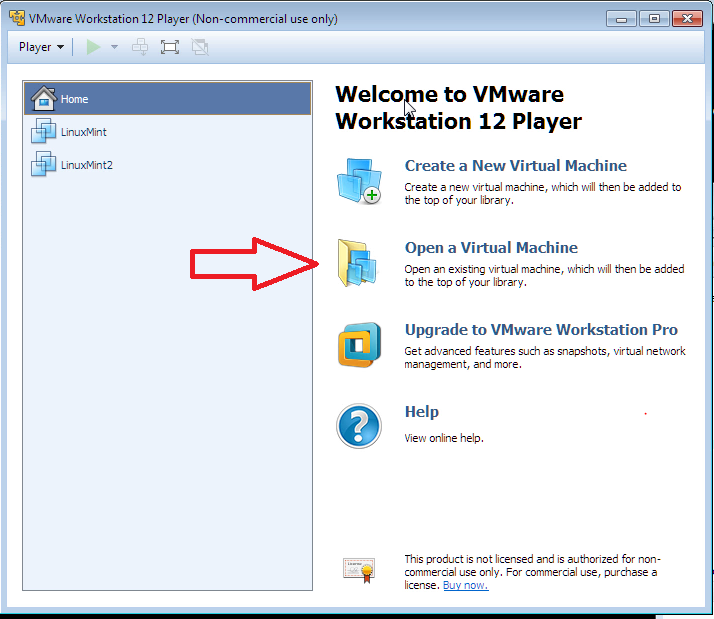 VMware Workstation 12 Player (Non-commercial use only)
Player
Home
LinuxMint
LinuxMint2
Welcome to VMware
Workstation 12 Player
Create a New Virtual Machine
Create a new virtual machine, which will then be added to
the top of your library.
Open a Virtual Machine
Open an existing virtual machine, which will then be added
to the top of your library.
Upgrade to VMware Workstation Pro
Get advanced features such as snapshots, virtual network
management, and more.
Help
View online help.
This product is not licensed and is authorized for non-
commercial use only. For commercial use, purchase a
license. Buy now.